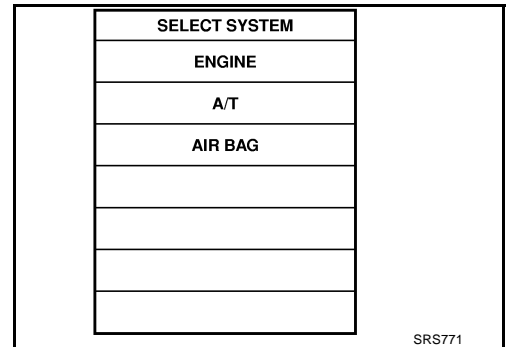 SELECT SYSTEM
ENGINE
A/T
AIR BAG
SRS771